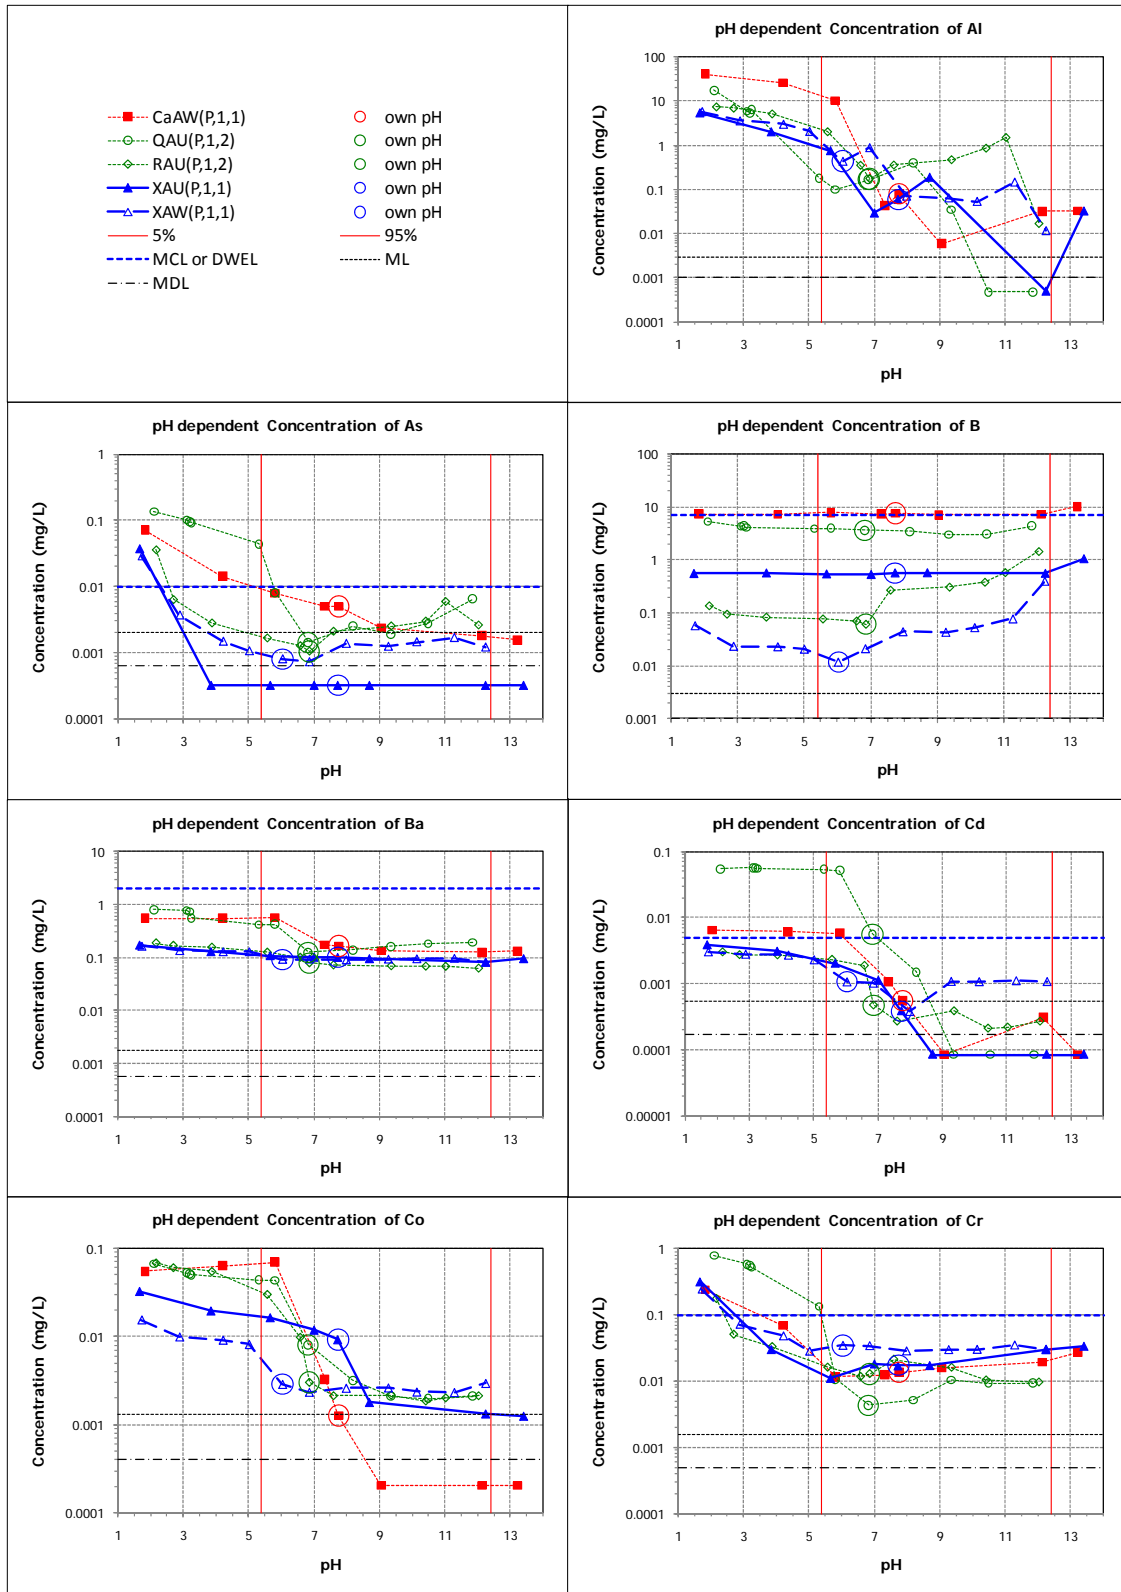 CaAW(P,1,1) own pH
QAU(P,1,2) own pH
RAU(P,1,2) own pH
XAU(P,1,1) own pH
XAW(P,1,1) own pH
5% 95%
MCL or DWEL ML
MDL
pH dependent Concentration of Al
Concentration (mg/L)
100
10
1
0.1
0.01
0.001
0.0001
1 3 5 7 9 11 13
pH
pH dependent Concentration of As
Concentration (mg/L)
1
0.1
0.01
0.001
0.0001
1 3 5 7 9 11 13
pH
pH dependent Concentration of B
Concentration (mg/L)
100
10
1
0.1
0.01
0.001
1 3 5 7 9 11 13
pH
pH dependent Concentration of Ba
Concentration (mg/L)
10
1
0.1
0.01
0.001
0.0001
1 3 5 7 9 11 13
pH
pH dependent Concentration of Cd
Concentration (mg/L)
0.1
0.01
0.001
0.0001
0.00001
1 3 5 7 9 11 13
pH
pH dependent Concentration of Co
Concentration (mg/L)
0.1
0.01
0.001
0.0001
1 3 5 7 9 11 13
pH
pH dependent Concentration of Cr
Concentration (mg/L)
1
0.1
0.01
0.001
0.0001
1 3 5 7 9 11 13
pH